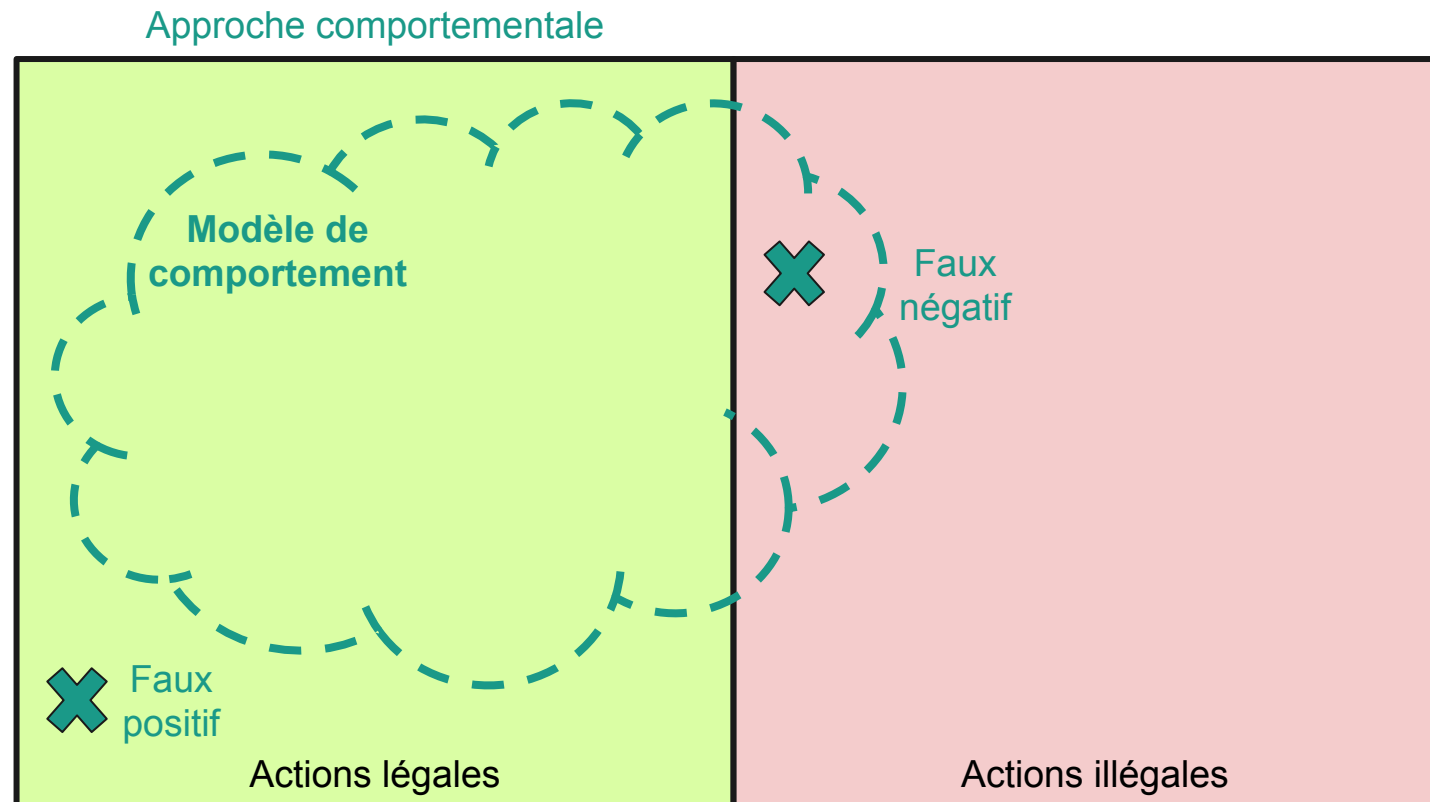 Approche comportementale
Modèle de
comportement
Faux
négatif
Faux
positif
Actions légales
Actions illégales